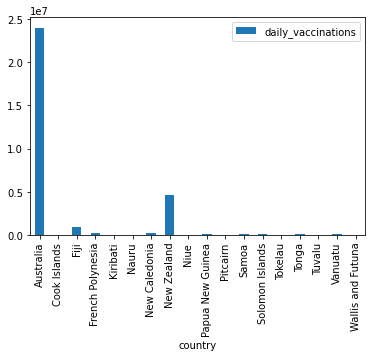 1e7
2.5
2.0
1.5
1.0
0.5
0.0
daily_vaccinations
Australia
Cook Islands
Fiji
French Polynesia
Kiribati
Nauru
New Caledonia
New Zealand
Niue
Papua New Guinea
Pitcairn
Samoa
Solomon Islands
Tokelau
Tonga
Tuvalu
Vanuatu
Wallis and Futuna
country